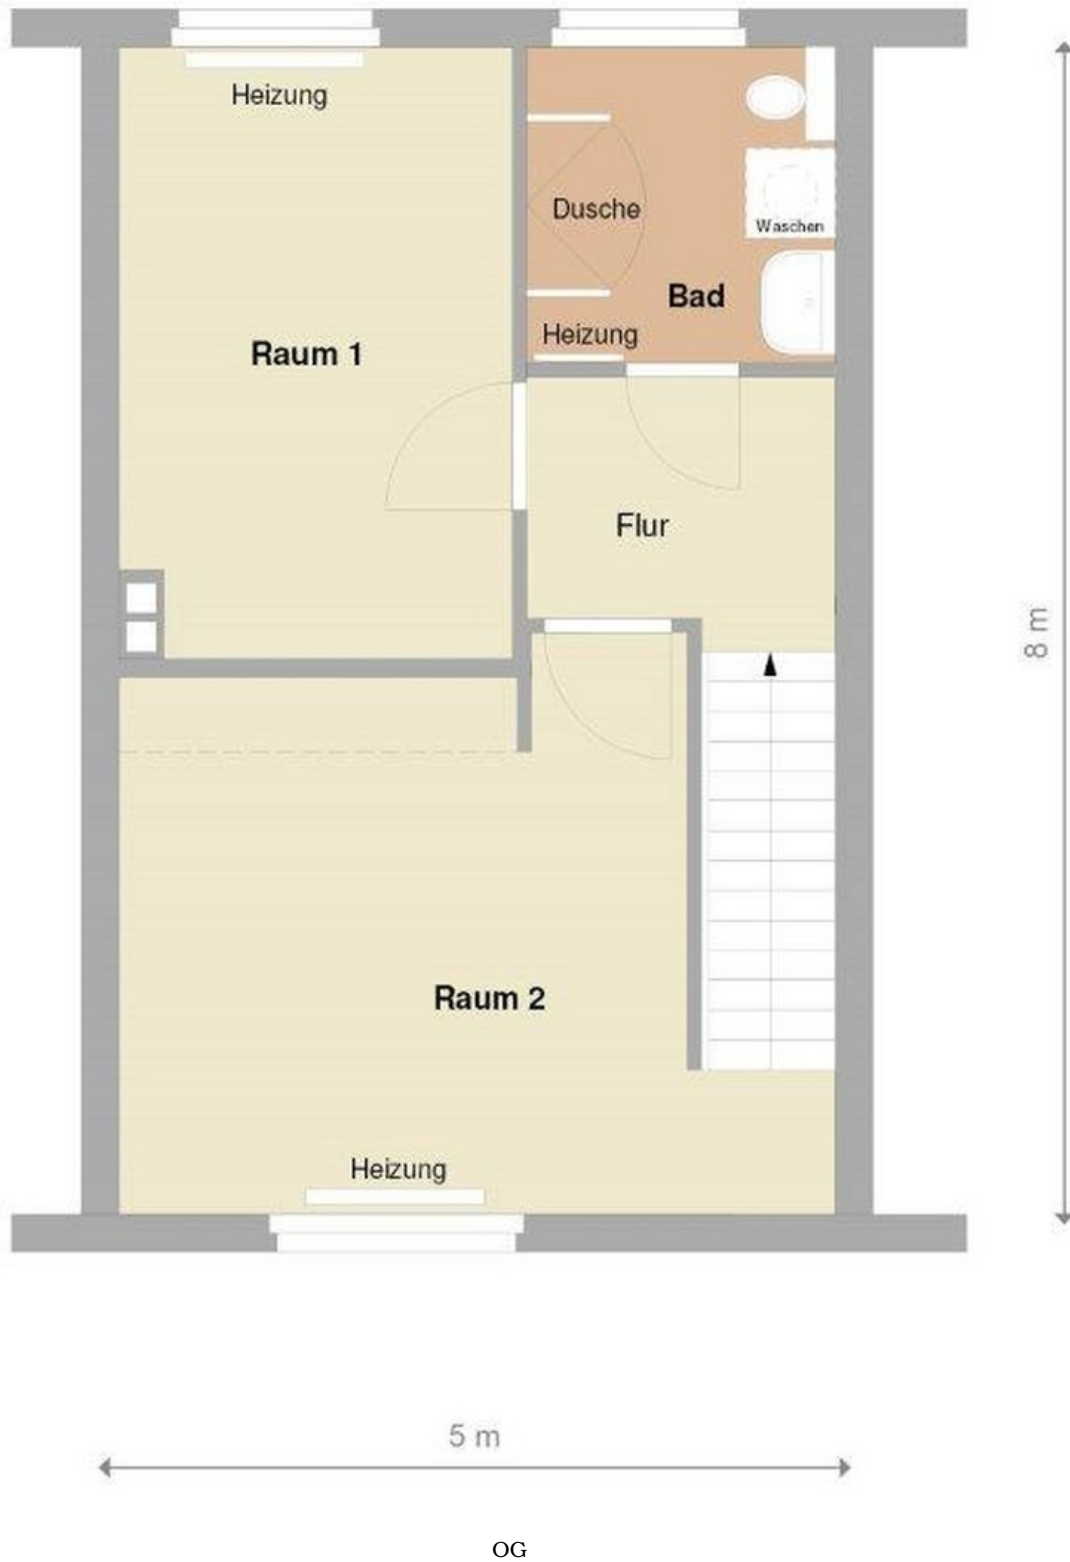 Heizung
Dusche
Waschen
Bad
Heizung
Raum 1
Flur
8 m
Raum 2
Heizung
5 m
OG